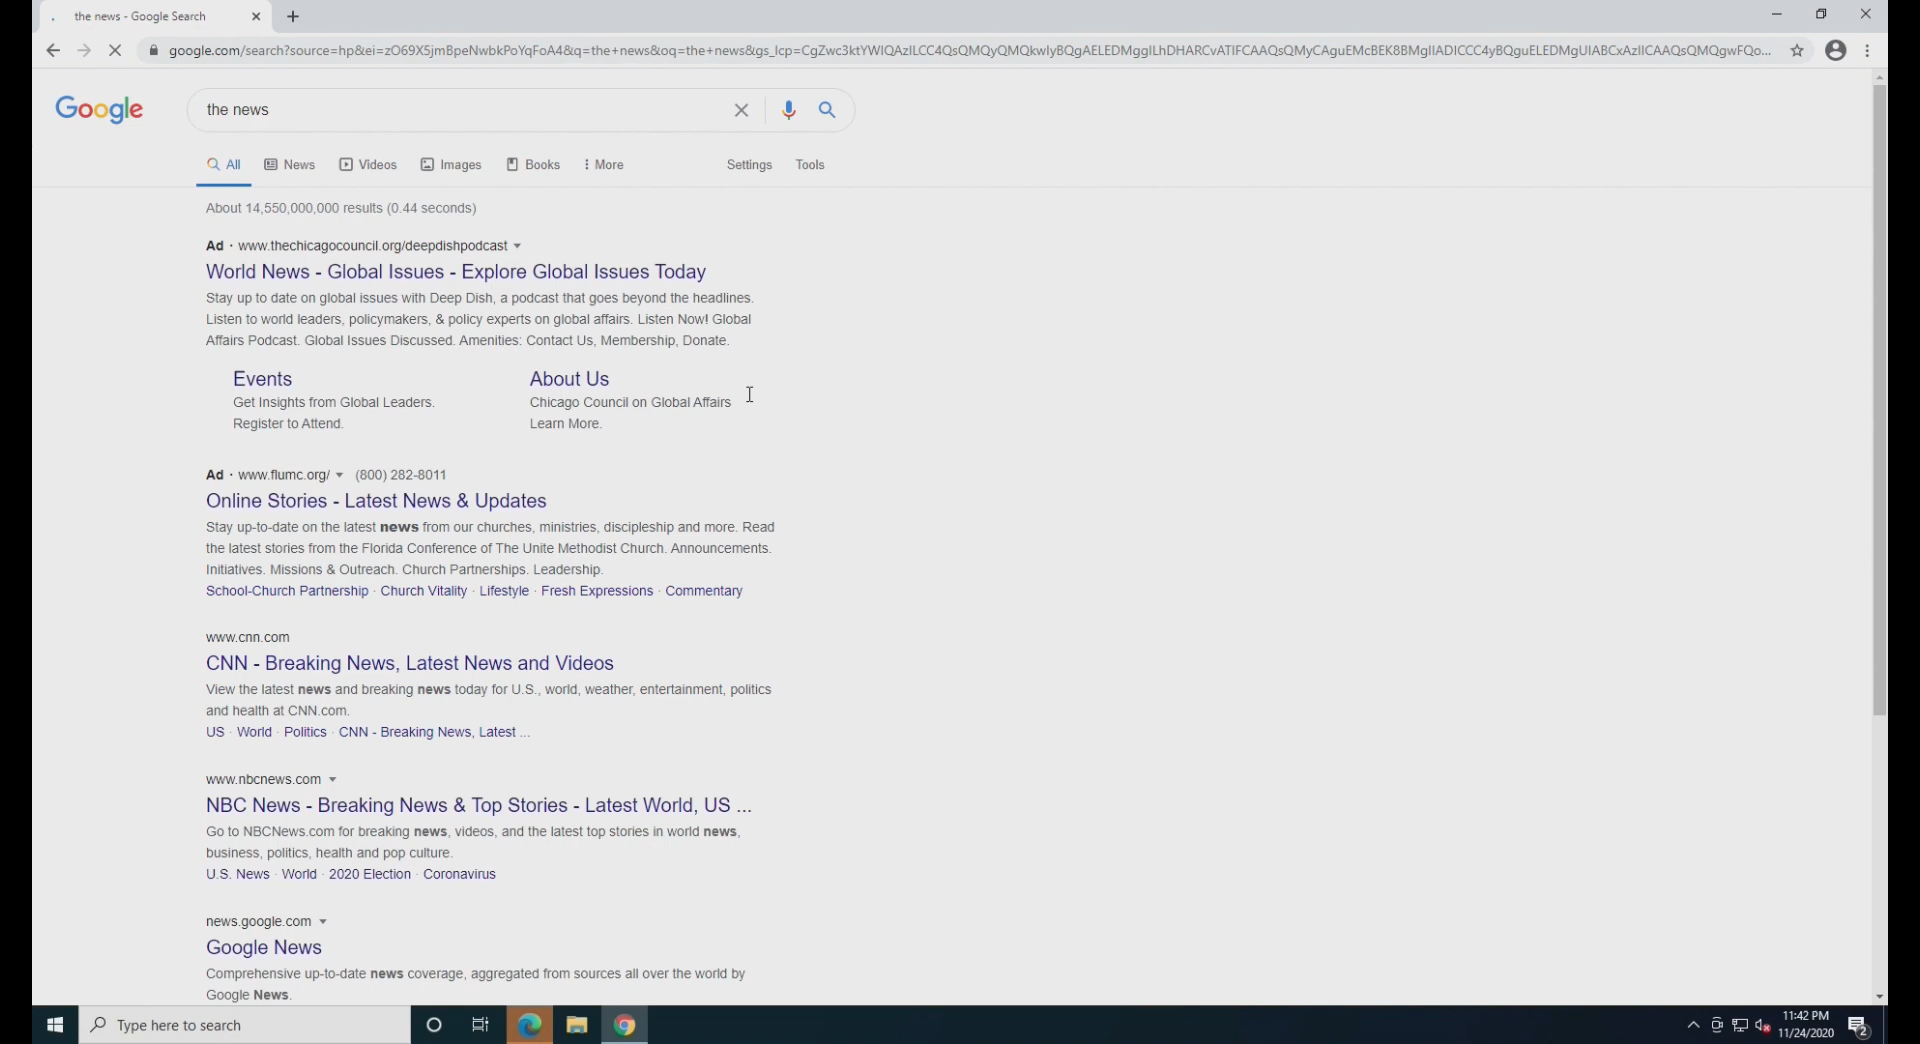 the news - Google Search
google.com/search?source=hp&ei=zO69X5jmBpeNwbkPoYqFoA4&q=the+news&oq=the+news&gs_lcp=CgZwc3ktYWIQAzILCC4QsQMQyQMQkwIyBQgAELEDMggILhDHARCvATIFCAAQsQMyCAguEMcBEK8BMgIIADICCC4yBQguELEDMgUIABCxAzIICAAQsQMQgwFQo...
Google
the news
All News Videos Images Books More Settings Tools
About 14,550,000,000 results (0.44 seconds)
Ad · www.thechicagocouncil.org/deepdishpodcast
World News - Global Issues - Explore Global Issues Today
Stay up to date on global issues with Deep Dish, a podcast that goes beyond the headlines.
Listen to world leaders, policymakers, & policy experts on global affairs. Listen Now! Global
Affairs Podcast. Global Issues Discussed. Amenities: Contact Us, Membership, Donate.
Events
Get Insights from Global Leaders.
Register to Attend.
About Us
Chicago Council on Global Affairs
Learn More.
Ad · www.flumc.org/ (800) 282-8011
Online Stories - Latest News & Updates
Stay up-to-date on the latest news from our churches, ministries, discipleship and more. Read
the latest stories from the Florida Conference of The Unite Methodist Church. Announcements.
Initiatives. Missions & Outreach. Church Partnerships. Leadership.
School-Church Partnership · Church Vitality · Lifestyle · Fresh Expressions · Commentary
www.cnn.com
CNN - Breaking News, Latest News and Videos
View the latest news and breaking news today for U.S., world, weather, entertainment, politics
and health at CNN.com.
US · World · Politics · CNN - Breaking News, Latest ...
www.nbcnews.com
NBC News - Breaking News & Top Stories - Latest World, US ...
Go to NBCNews.com for breaking news, videos, and the latest top stories in world news,
business, politics, health and pop culture.
U.S. News · World · 2020 Election · Coronavirus
news.google.com
Google News
Comprehensive up-to-date news coverage, aggregated from sources all over the world by
Google News.
Type here to search
11:42 PM
11/24/2020
2